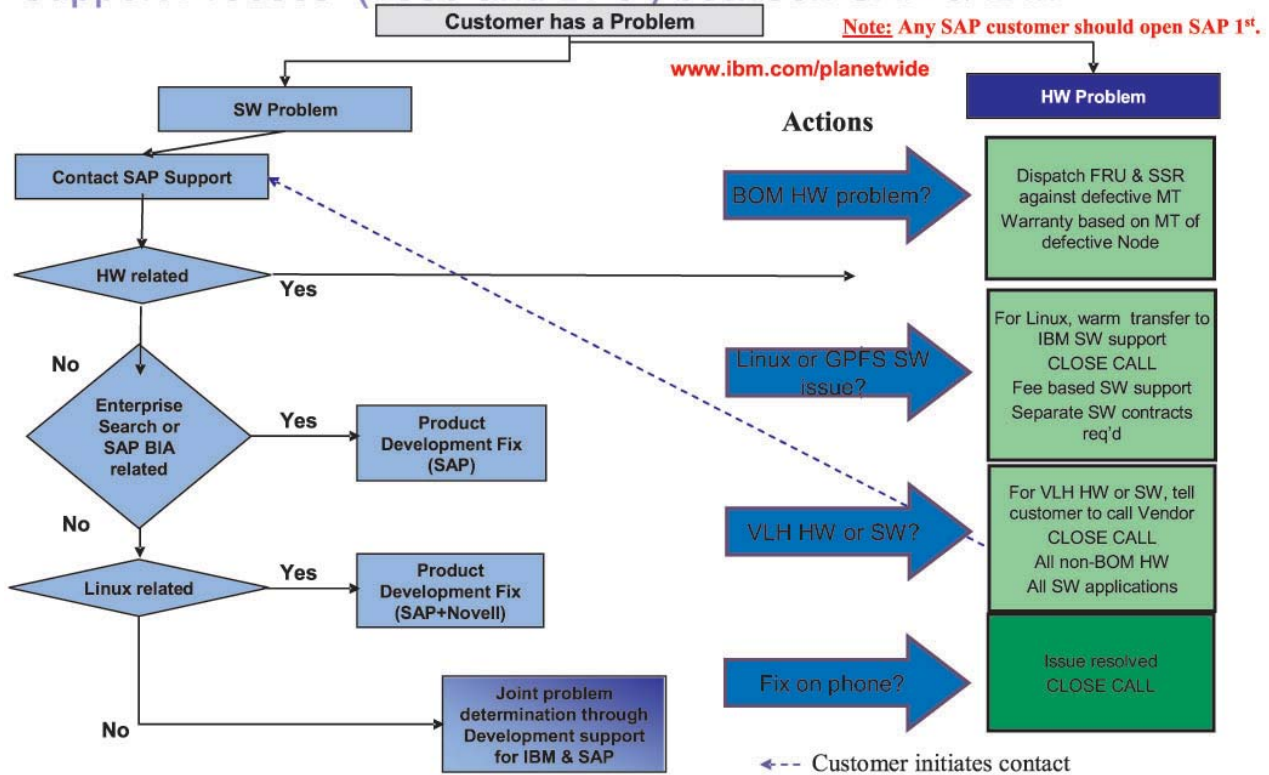 Customer has a Problem
Note: Any SAP customer should open SAP 1st.
www.ibm.com/planetwide
SW Problem
HW Problem
Actions
Contact SAP Support
BOM HW problem?
Dispatch FRU & SSR
against defective MT
Warranty based on MT of
defective Node
HW related
Yes
No
Linux or GPFS SW
issue?
For Linux, warm transfer to
IBM SW support
CLOSE CALL
Fee based SW support
Separate SW contracts
req'd
Enterprise
Search or
SAP BIA
related
Yes
Product
Development Fix
(SAP)
No
VLH HW or SW?
For VLH HW or SW, tell
customer to call Vendor
CLOSE CALL
All non-BOM HW
All SW applications
Linux related
Yes
Product
Development Fix
(SAP+Novell)
Fix on phone?
Issue resolved
CLOSE CALL
No
Joint problem
determination through
Development support
for IBM & SAP
Customer initiates contact